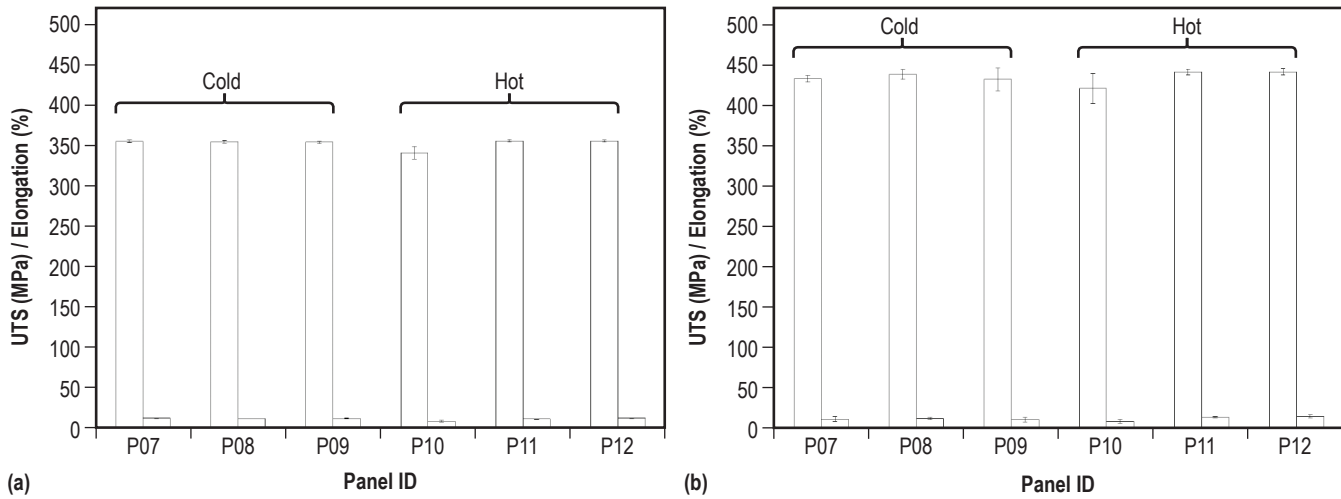 500
450
400
350
300
250
200
150
100
50
0
UTS (MPa) / Elongation (%)
Cold
Hot
P07 P08 P09 P10 P11 P12
Panel ID
(a)
500
450
400
350
300
250
200
150
100
50
0
UTS (MPa) / Elongation (%)
Cold
Hot
P07 P08 P09 P10 P11 P12
Panel ID
(b)